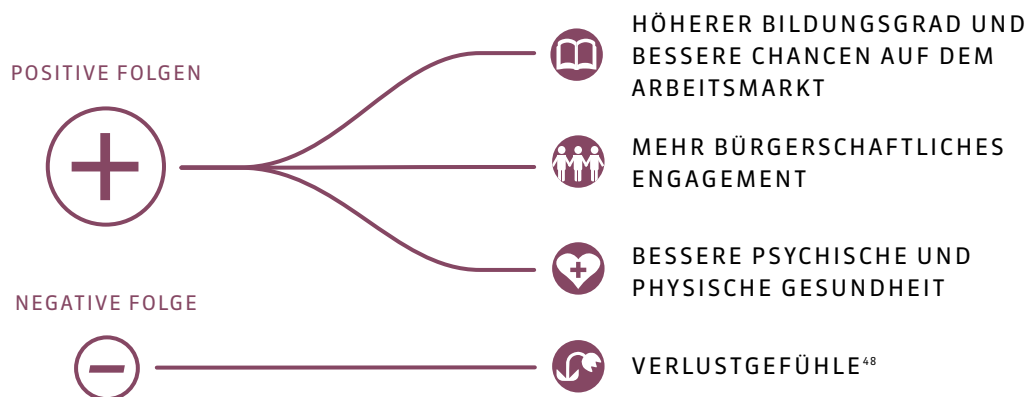 POSITIVE FOLGEN
HÖHERER BILDUNGSGRAD UND
BESSERE CHANCEN AUF DEM
ARBEITSMARKT
MEHR BÜRGERSCHAFTLICHES
ENGAGEMENT
BESSERE PSYCHISCHE UND
PHYSISCHE GESUNDHEIT
NEGATIVE FOLGE
VERLUSTGEFÜHLE⁴⁸